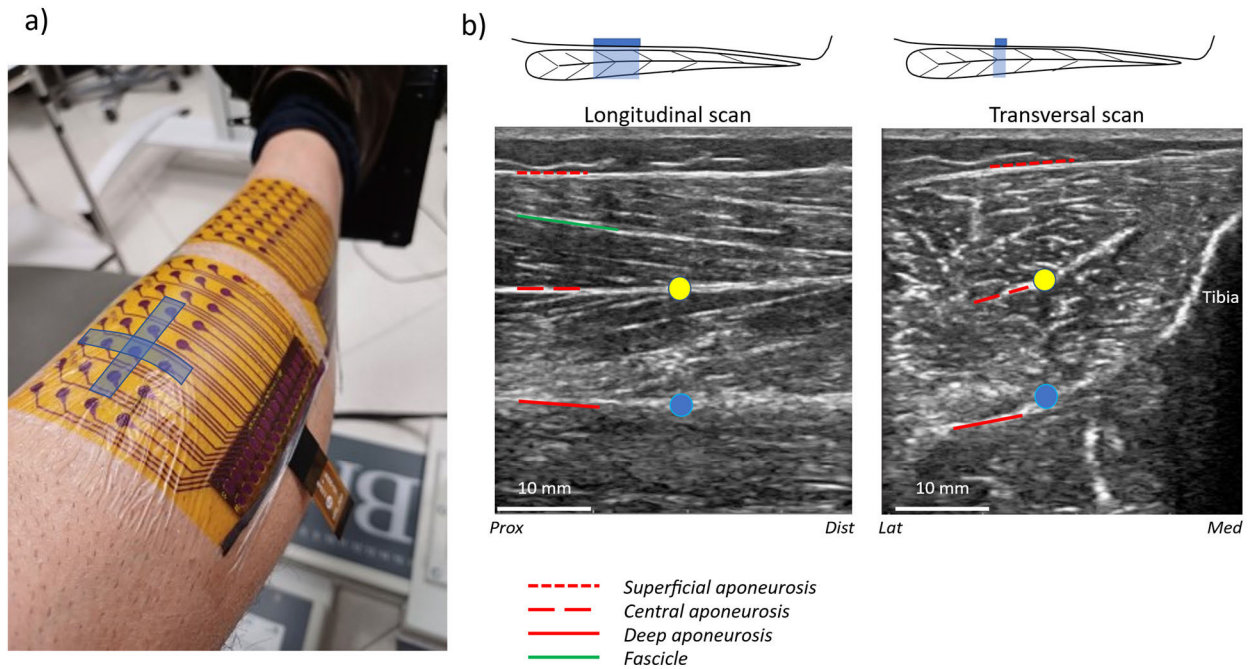 a)
b)
Longitudinal scan
Transversal scan
Tibia
10 mm
10 mm
Prox
Dist
Lat
Med
Superficial aponeurosis
Central aponeurosis
Deep aponeurosis
Fascicle